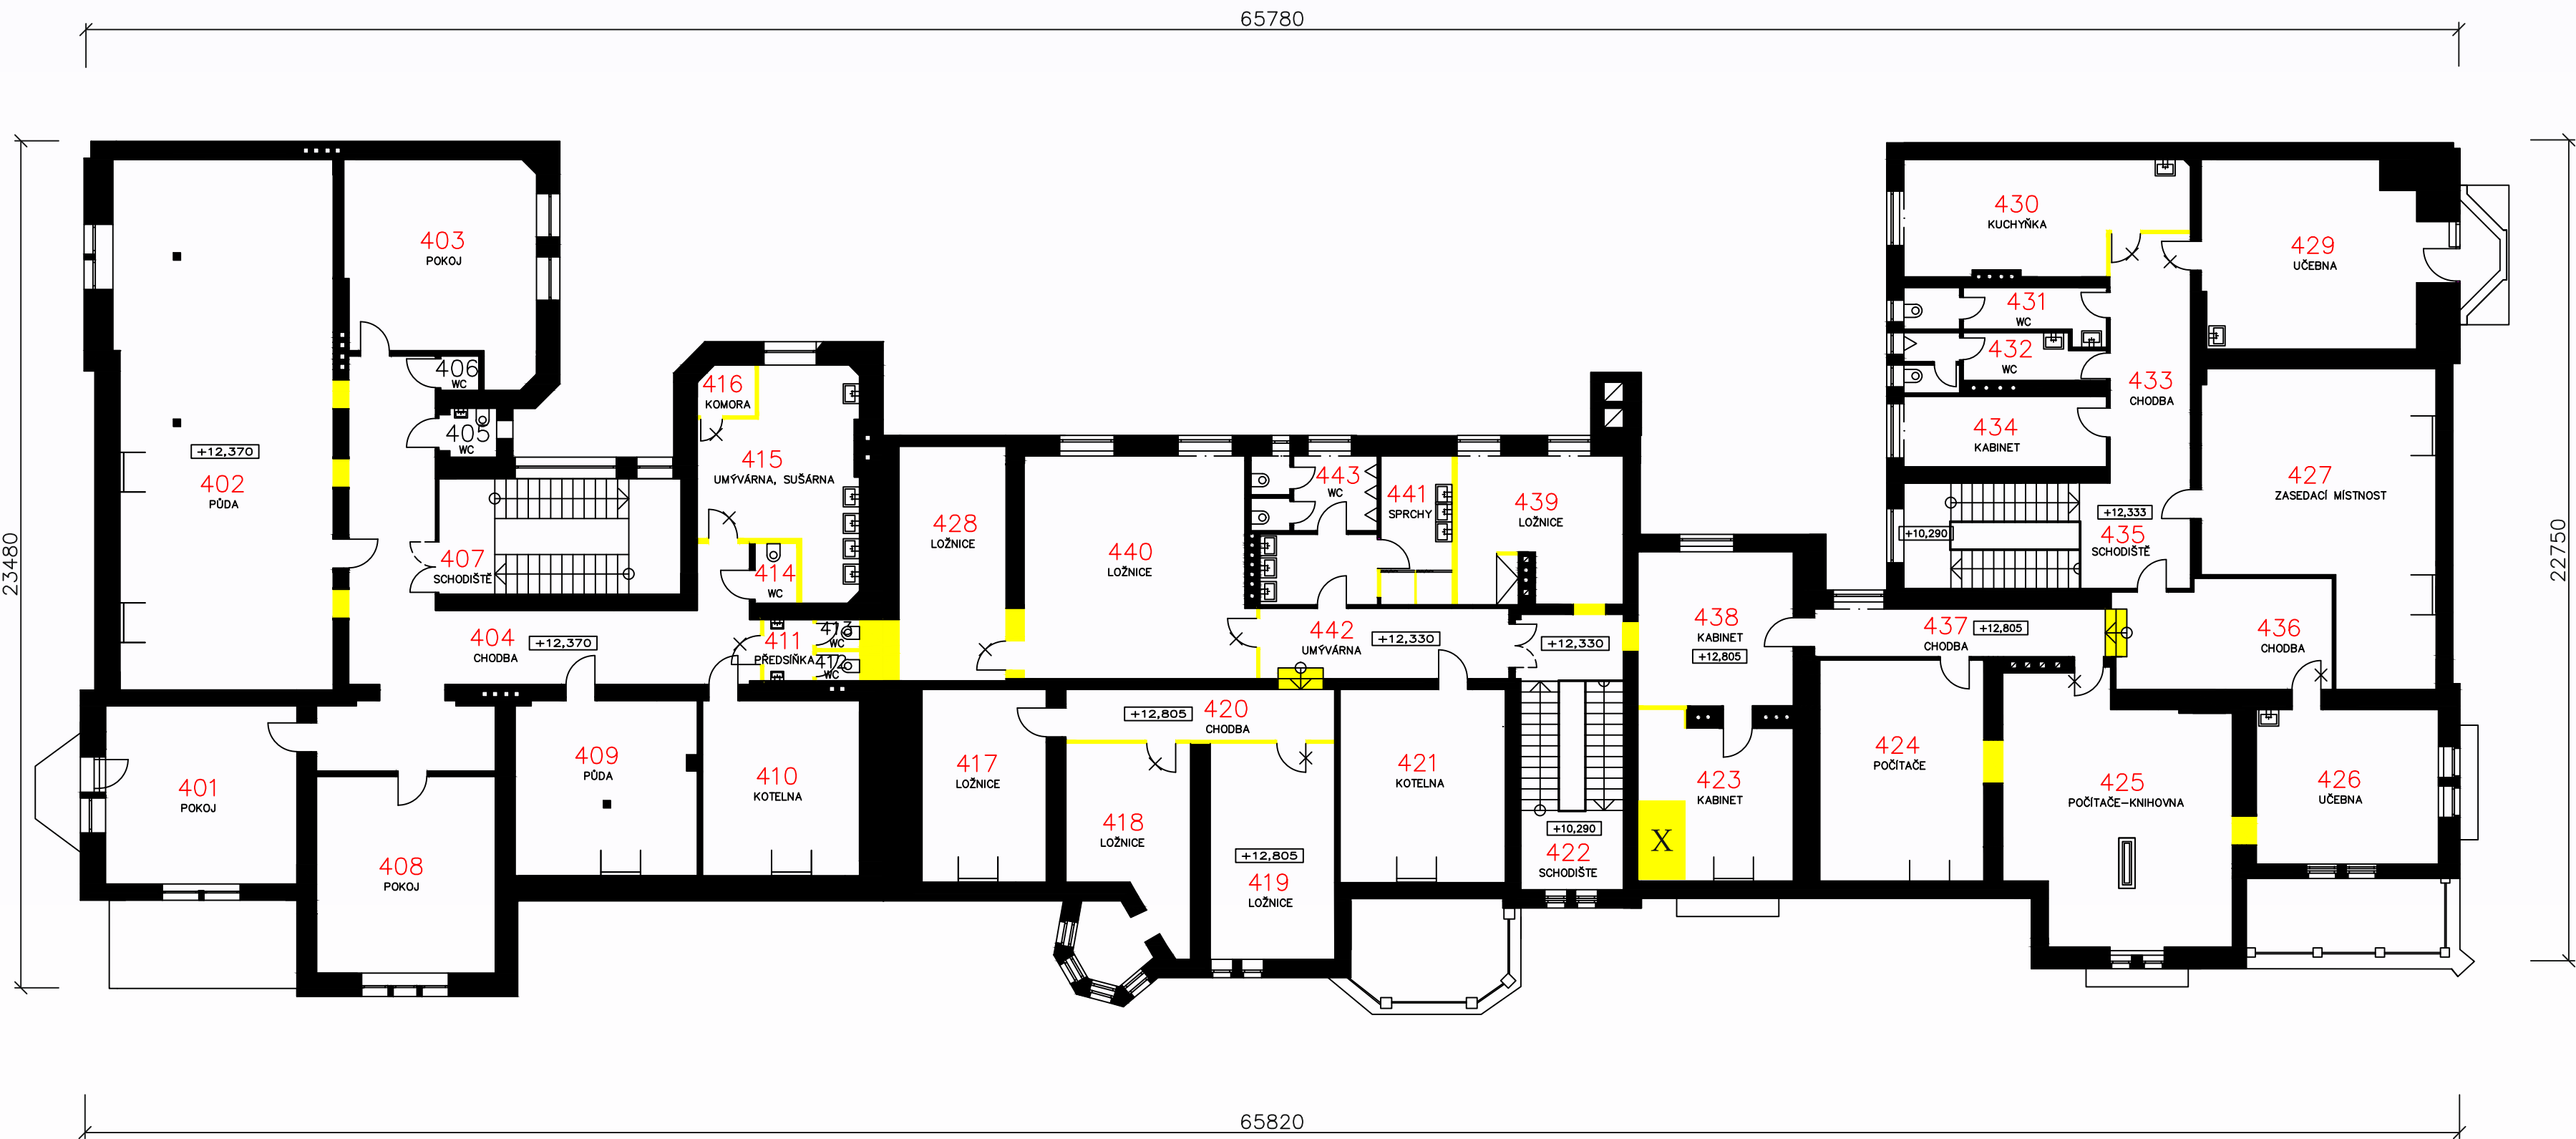 65780
23480
22750
403
POKOJ
+12,370
402
PŮDA
406
WC
405
WC
407
SCHODIŠTĚ
404
CHODBA
+12,370
416
KOMORA
415
UMÝVÁRNA, SUŠÁRNA
414
WC
411
PŘEDSÍŇKA
413
WC
412
WC
401
POKOJ
408
POKOJ
409
PŮDA
410
KOTELNA
428
LOŽNICE
440
LOŽNICE
443
WC
441
SPRCHY
439
LOŽNICE
442
UMÝVÁRNA
+12,330
+12,330
417
LOŽNICE
+12,805
420
CHODBA
418
LOŽNICE
+12,805
419
LOŽNICE
421
KOTELNA
+10,290
422
SCHODIŠTE
438
KABINET
+12,805
423
KABINET
X
430
KUCHYŇKA
429
UČEBNA
431
WC
432
WC
433
CHODBA
434
KABINET
427
ZASEDACÍ MÍSTNOST
+12,333
+10,290
435
SCHODIŠTĚ
437
CHODBA
+12,805
436
CHODBA
424
POČÍTAČE
425
POČÍTAČE–KNIHOVNA
426
UČEBNA
65820